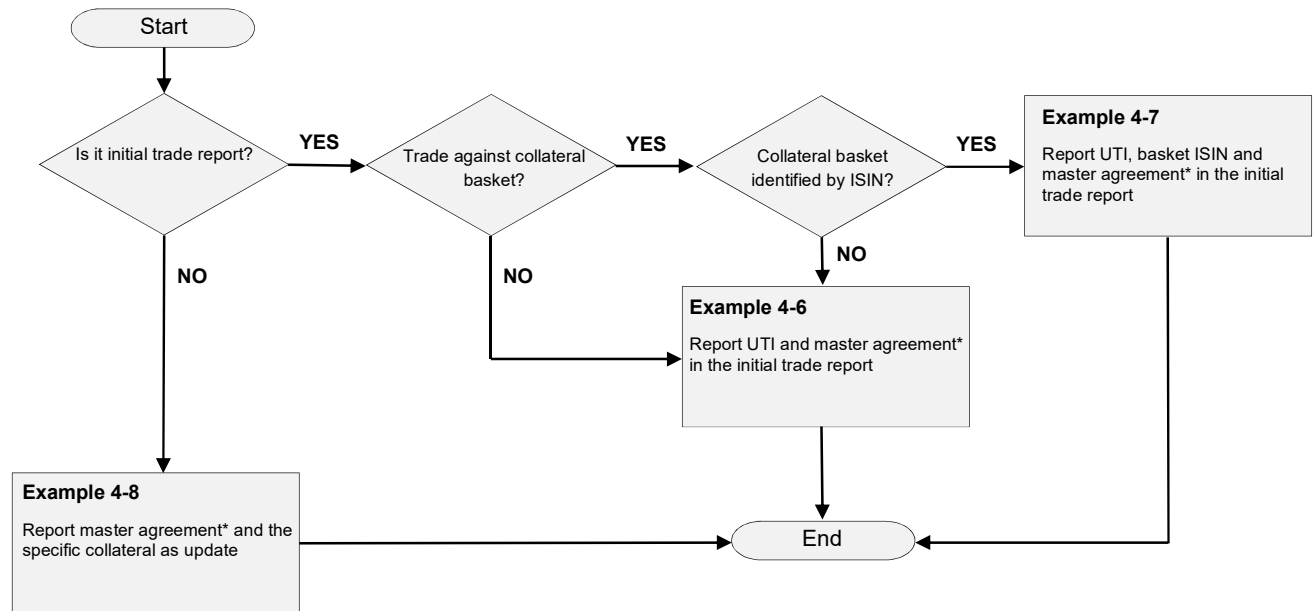 Start
Is it initial trade report?
YES
Trade against collateral
basket?
YES
Collateral basket
identified by ISIN?
YES
Example 4-7
Report UTI, basket ISIN and
master agreement* in the initial
trade report
NO
NO
NO
Example 4-6
Report UTI and master agreement*
in the initial trade report
Example 4-8
Report master agreement* and the
specific collateral as update
End